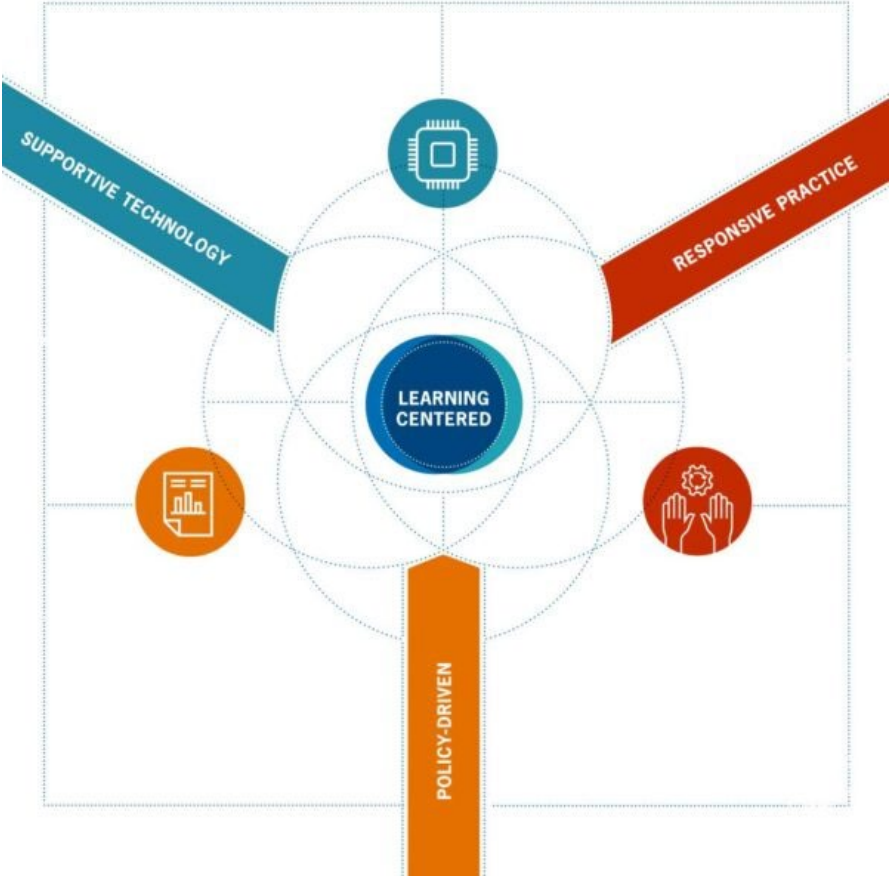 SUPPORTIVE TECHNOLOGY
RESPONSIVE PRACTICE
LEARNING
CENTERED
POLICY-DRIVEN